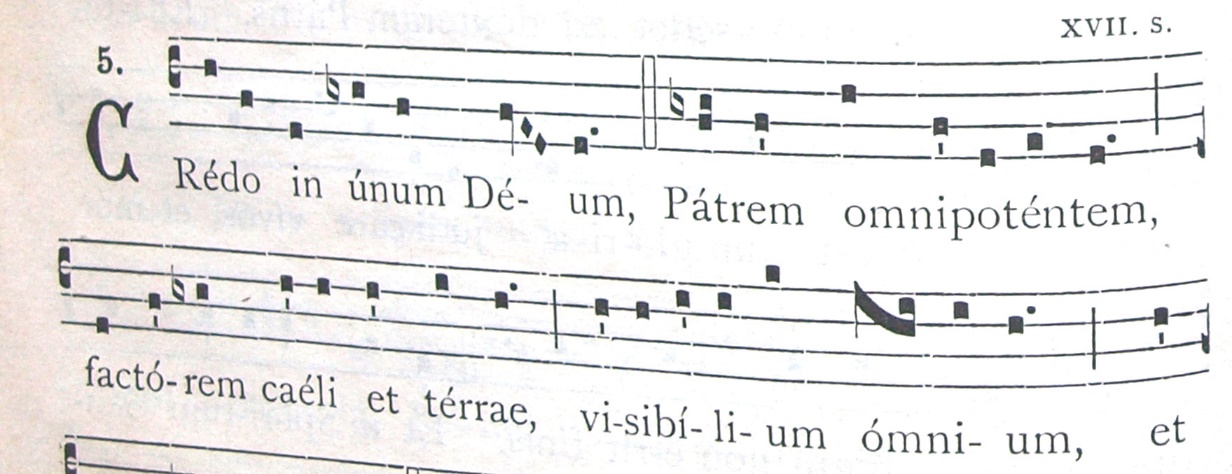 XVII. S.
5.
CRédo in únum Dé- um, Pátrem omnipoténtem,
factó-rem caéli et térrae, vi-sibí- li- um ómni- um, et